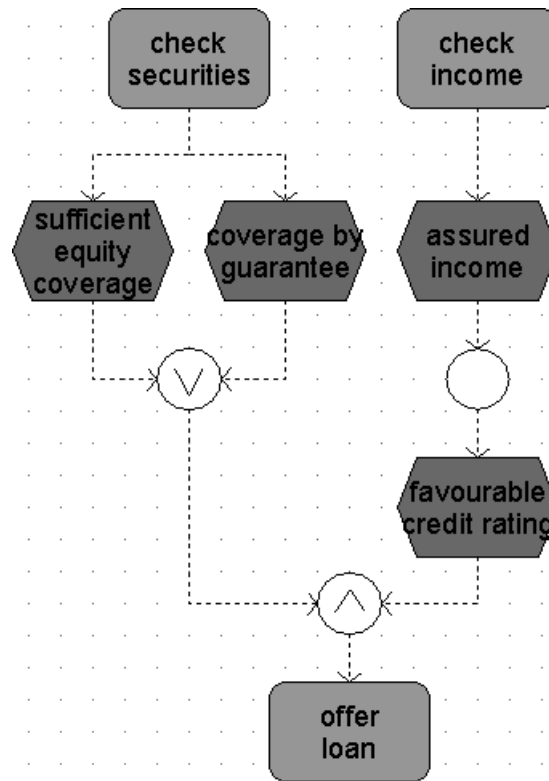 check
securities
check
income
sufficient
equity
coverage
coverage by
guarantee
assured
income
favourable
credit rating
offer
loan